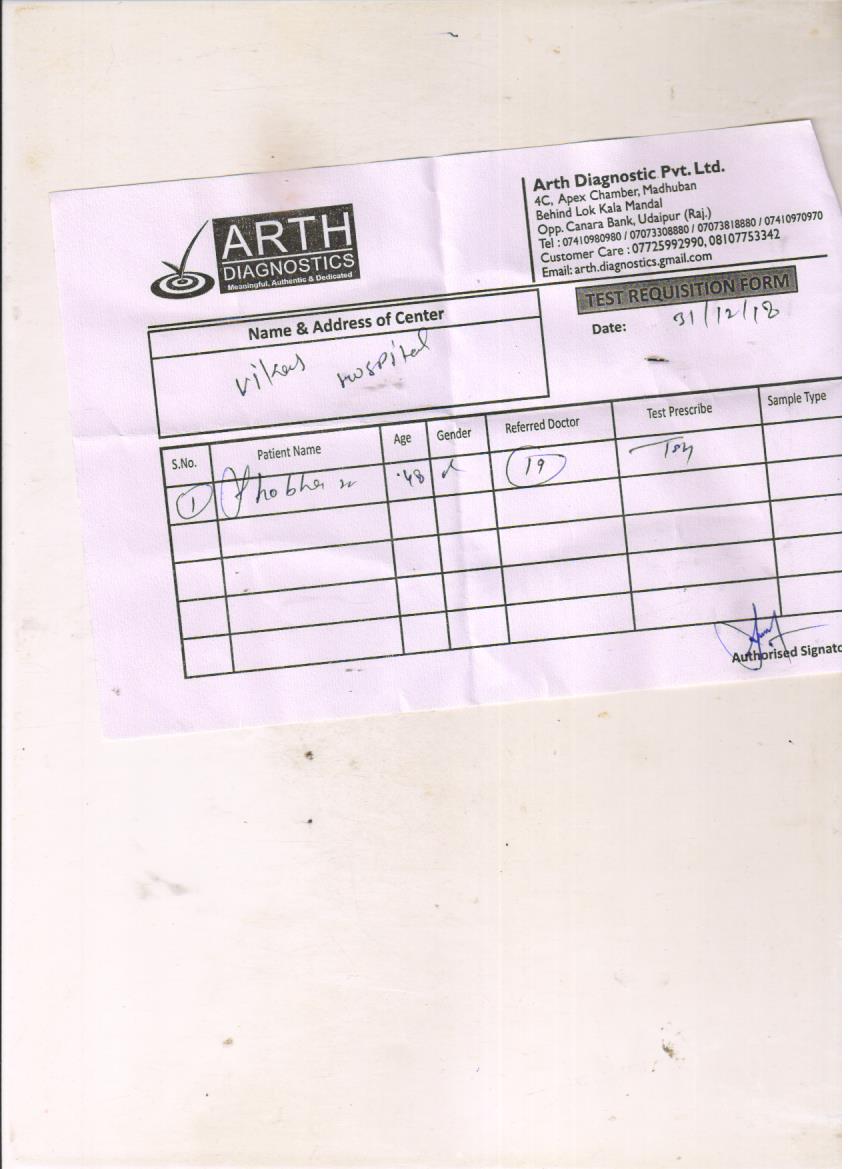 ARTH
DIAGNOSTICS
Meaningful, Authentic & Dedicated
Arth Diagnostic Pvt. Ltd.
4C, Apex Chamber, Madhuban
Behind Lok Kala Mandal
Opp. Canara Bank, Udaipur (Raj.)
Tel : 07410980980 / 07073308880 / 07073818880 / 07410970970
Customer Care : 07725992990, 08107753342
Email: arth.diagnostics.gmail.com
TEST REQUISITION FORM
Date: 31/12/18
Name & Address of Center
Vikas Hospital
S.No. Patient Name Age Gender Referred Doctor Test Prescribe Sample Type
1 48 19
Authorised Signato